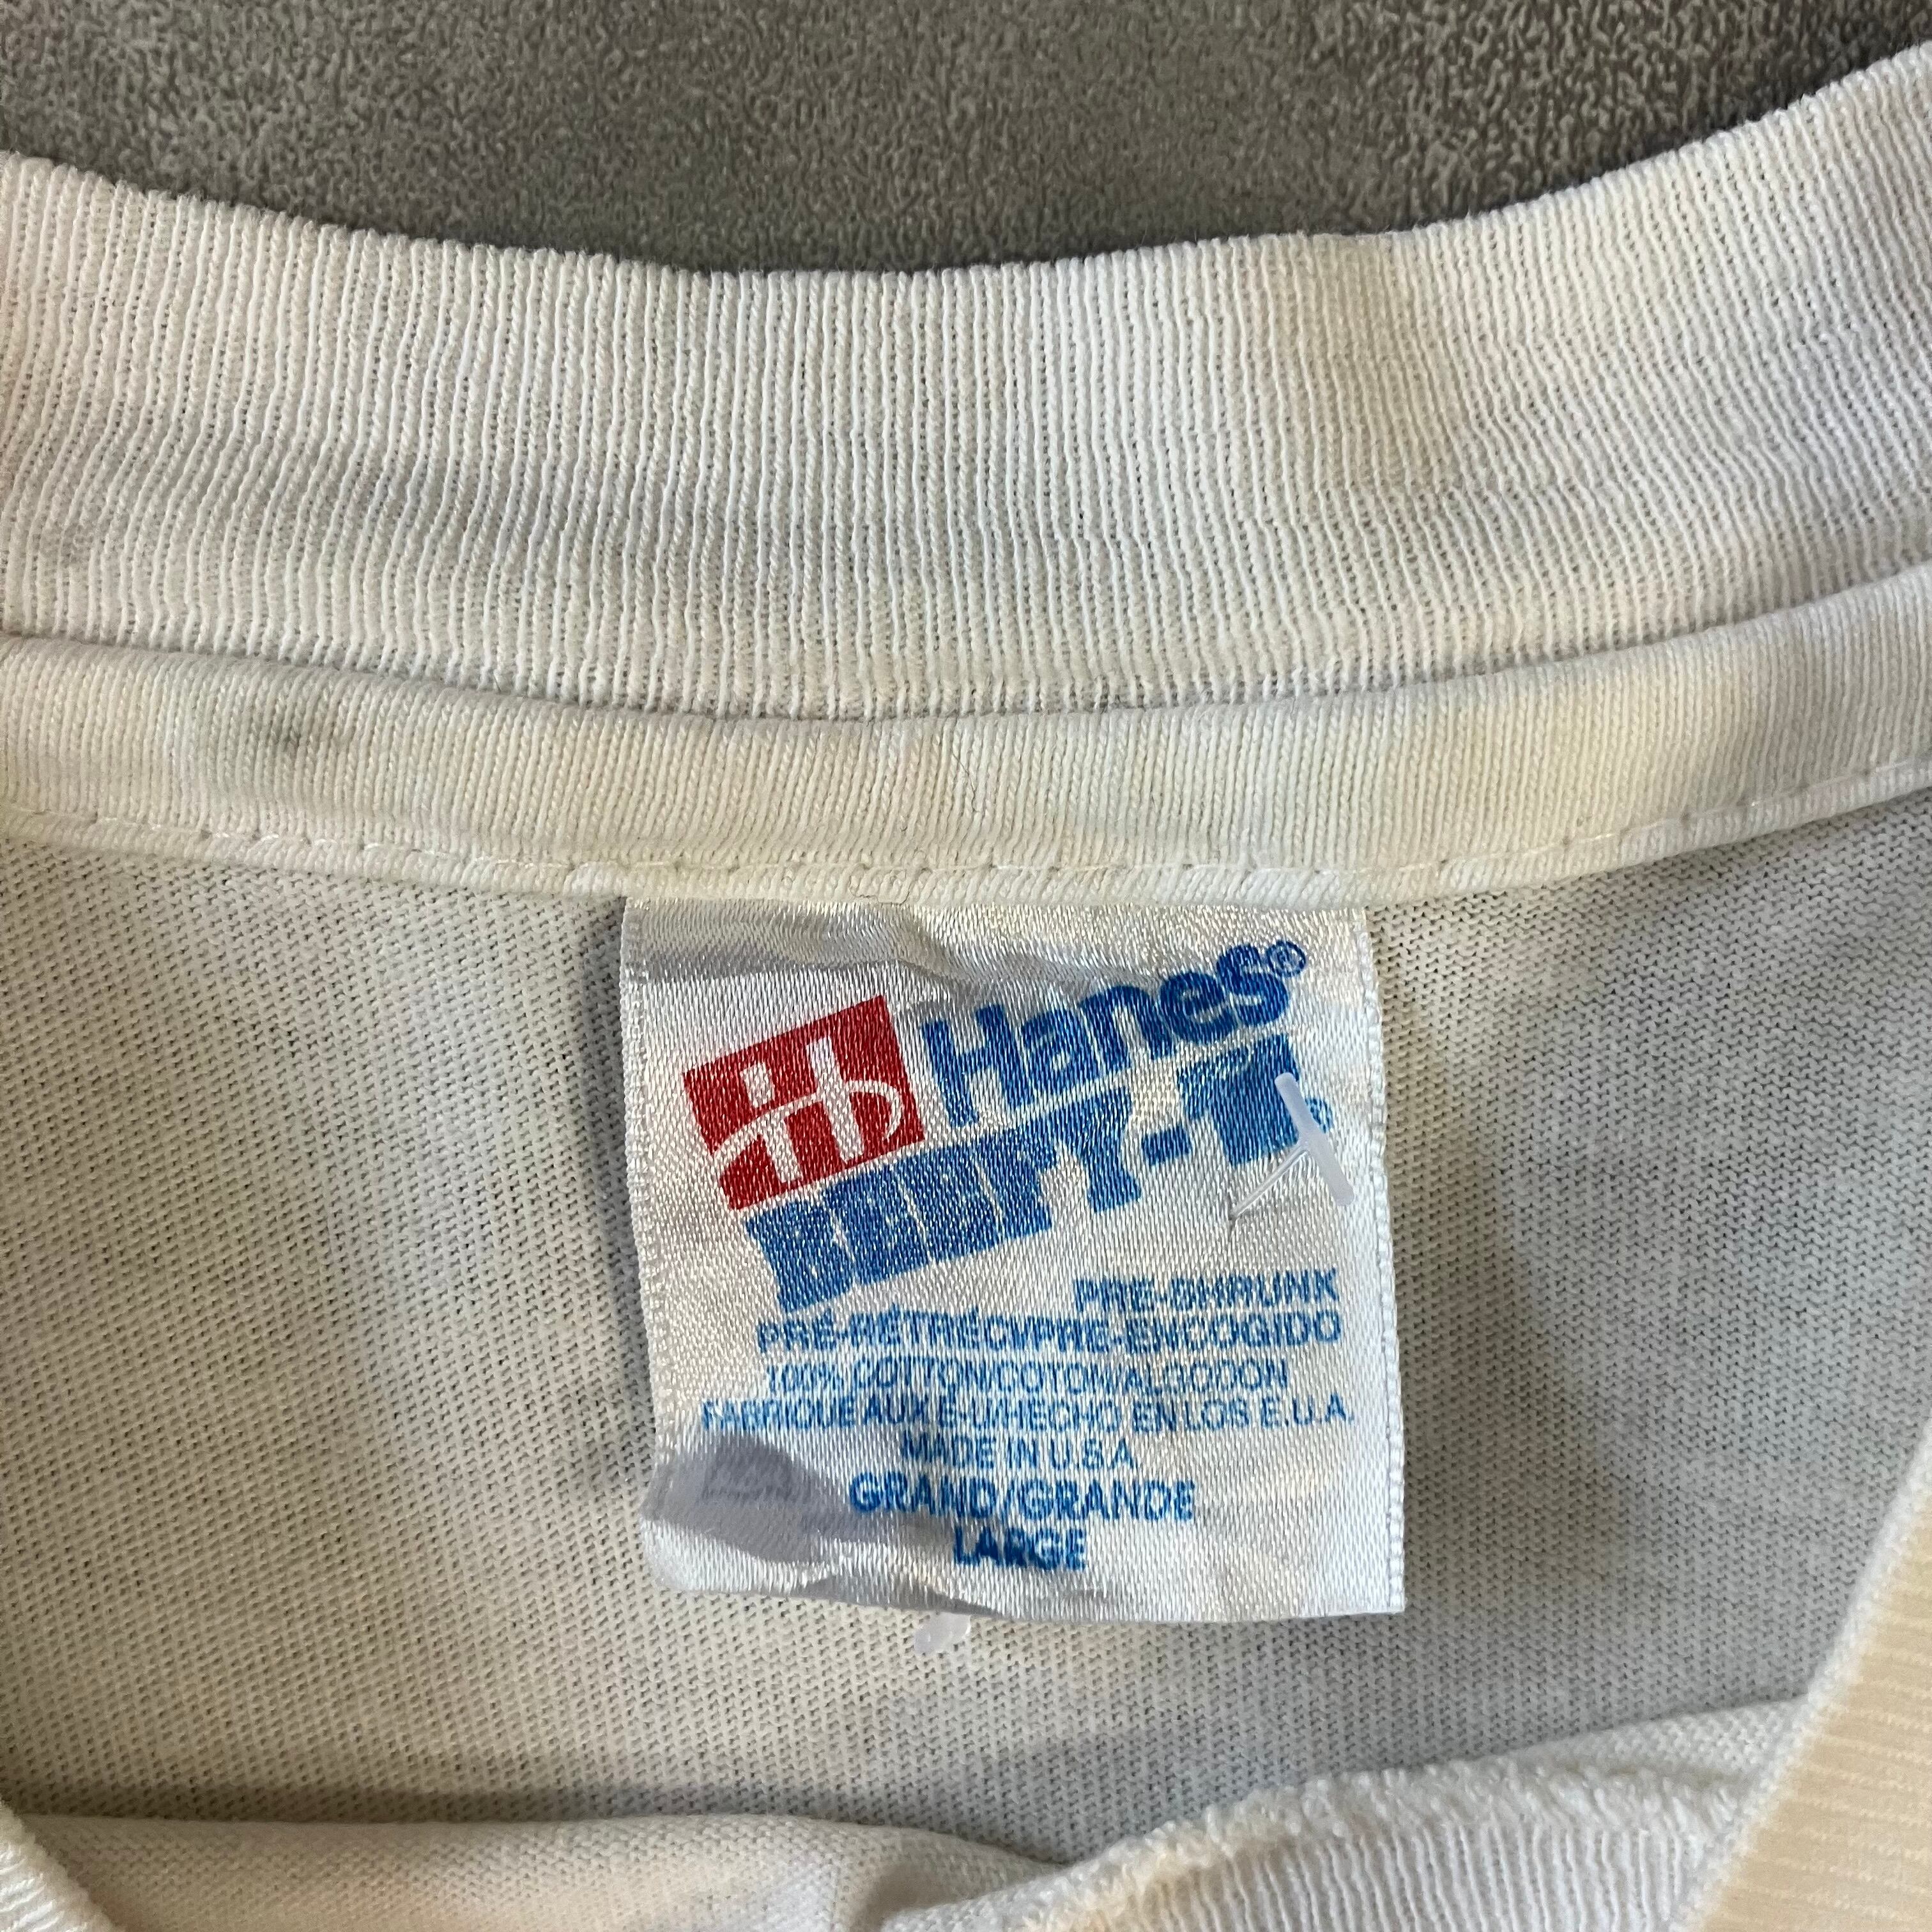 Hanes®
BEEFY-T®
PRE-SHRUNK
PRÉ-RÉTRÉCI/PRE-ENCOGIDO
100% COTTON/COTON/ALGODON
FABRIQUE AUX É-U/HECHO EN LOS E.U.A.
MADE IN U.S.A
GRAND/GRANDE
LARGE